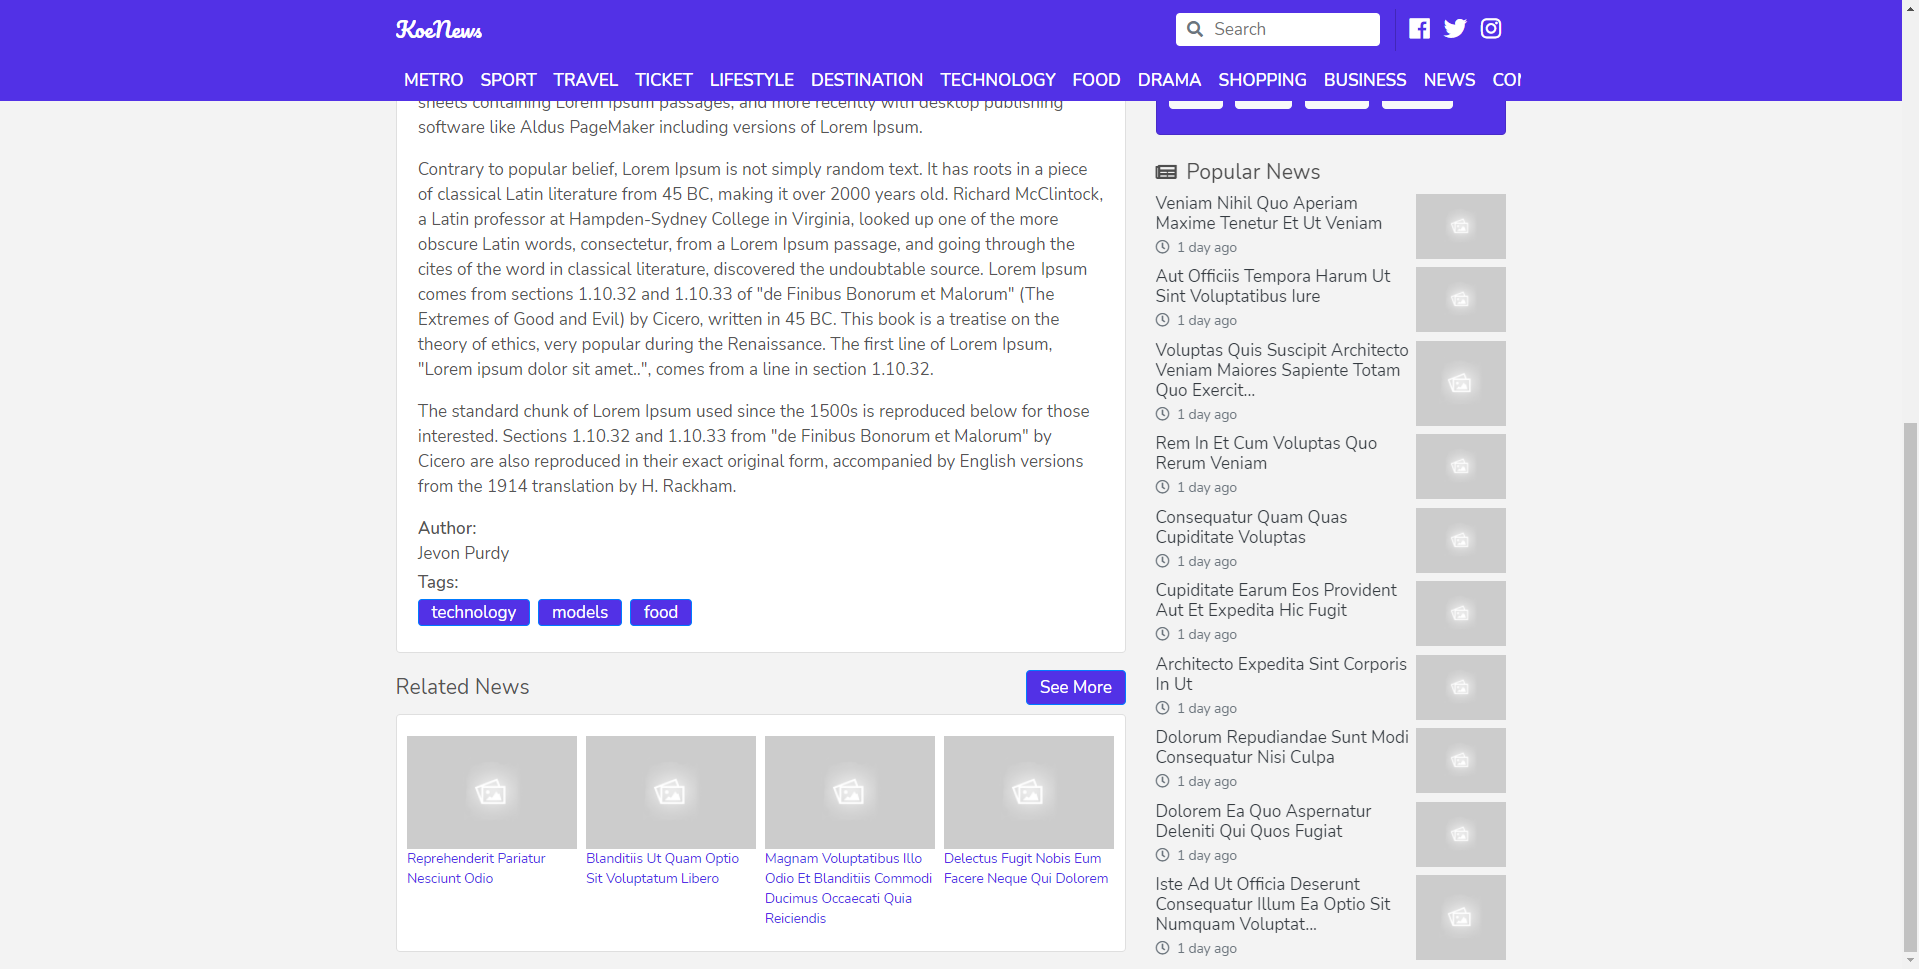 KoeNews
Search
METRO SPORT TRAVEL TICKET LIFESTYLE DESTINATION TECHNOLOGY FOOD DRAMA SHOPPING BUSINESS NEWS
sheets containing Lorem Ipsum passages, and more recently with desktop publishing
software like Aldus PageMaker including versions of Lorem Ipsum.
Contrary to popular belief, Lorem Ipsum is not simply random text. It has roots in a piece
of classical Latin literature from 45 BC, making it over 2000 years old. Richard McClintock,
a Latin professor at Hampden-Sydney College in Virginia, looked up one of the more
obscure Latin words, consectetur, from a Lorem Ipsum passage, and going through the
cites of the word in classical literature, discovered the undoubtable source. Lorem Ipsum
comes from sections 1.10.32 and 1.10.33 of "de Finibus Bonorum et Malorum" (The
Extremes of Good and Evil) by Cicero, written in 45 BC. This book is a treatise on the
theory of ethics, very popular during the Renaissance. The first line of Lorem Ipsum,
"Lorem ipsum dolor sit amet..", comes from a line in section 1.10.32.
The standard chunk of Lorem Ipsum used since the 1500s is reproduced below for those
interested. Sections 1.10.32 and 1.10.33 from "de Finibus Bonorum et Malorum" by
Cicero are also reproduced in their exact original form, accompanied by English versions
from the 1914 translation by H. Rackham.
Author:
Jevon Purdy
Tags:
technology models food
Related News
See More
Reprehenderit Pariatur
Nesciunt Odio
Blanditiis Ut Quam Optio
Sit Voluptatum Libero
Magnam Voluptatibus Illo
Odio Et Blanditiis Commodi
Ducimus Occaecati Quia
Reiciendis
Delectus Fugit Nobis Eum
Facere Neque Qui Dolorem
Popular News
Veniam Nihil Quo Aperiam
Maxime Tenetur Et Ut Veniam
1 day ago
Aut Officiis Tempora Harum Ut
Sint Voluptatibus Iure
1 day ago
Voluptas Quis Suscipit Architecto
Veniam Maiores Sapiente Totam
Quo Exercit...
1 day ago
Rem In Et Cum Voluptas Quo
Rerum Veniam
1 day ago
Consequatur Quam Quas
Cupiditate Voluptas
1 day ago
Cupiditate Earum Eos Provident
Aut Et Expedita Hic Fugit
1 day ago
Architecto Expedita Sint Corporis
In Ut
1 day ago
Dolorum Repudiandae Sunt Modi
Consequatur Nisi Culpa
1 day ago
Dolorem Ea Quo Aspernatur
Deleniti Qui Quos Fugiat
1 day ago
Iste Ad Ut Officia Deserunt
Consequatur Illum Ea Optio Sit
Numquam Voluptat...
1 day ago